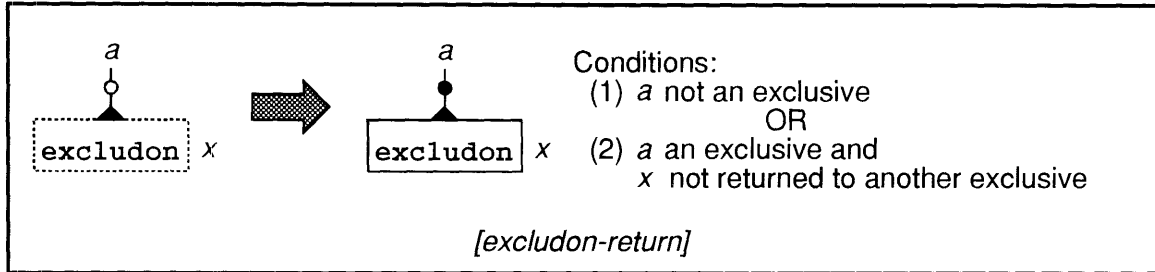 a
a
Conditions:
(1) a not an exclusive
OR
(2) a an exclusive and
x not returned to another exclusive
excludon x
excludon x
[excludon-return]